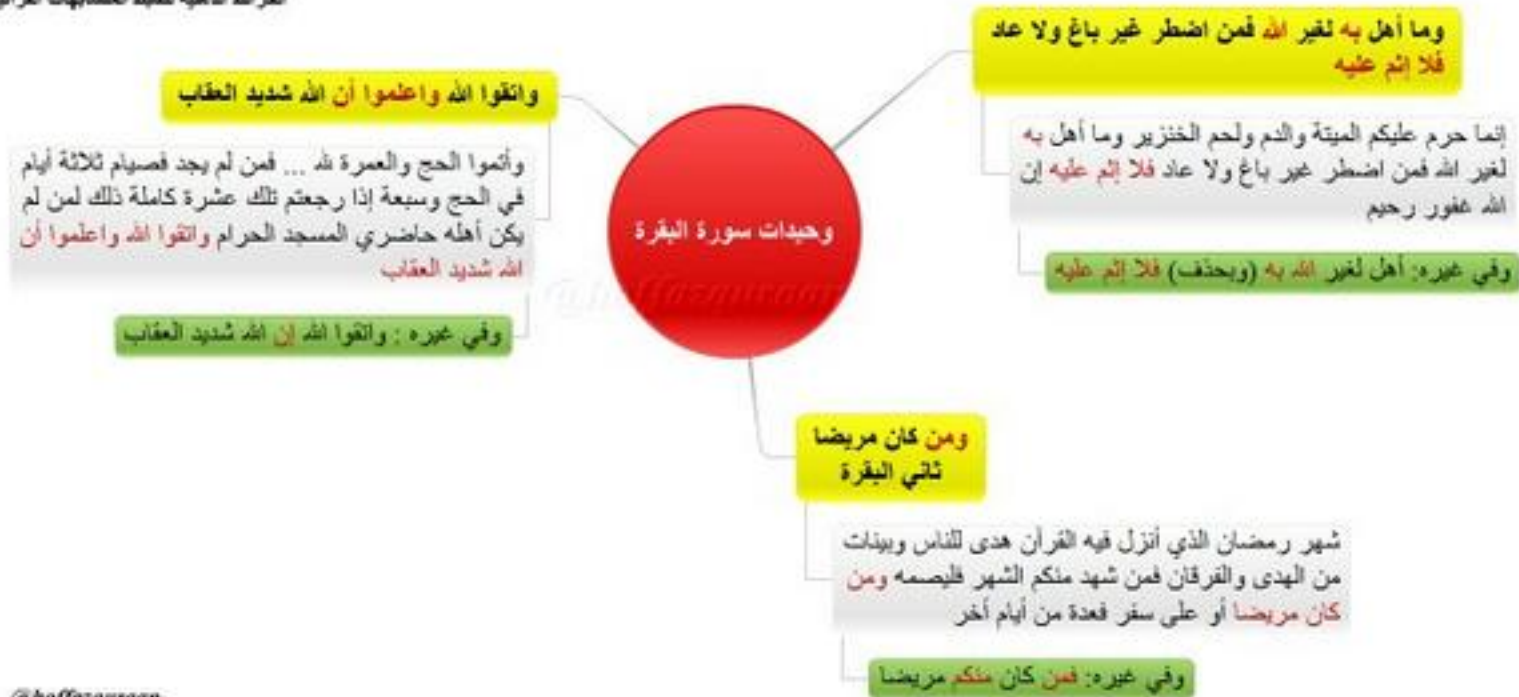 وما أهل به لغير الله فمن اضطر غير باغ ولا عاد
فلا إثم عليه
إنما حرم عليكم الميتة والدم ولحم الخنزير وما أهل به
لغير الله فمن اضطر غير باغ ولا عاد فلا إثم عليه إن
الله غفور رحيم
وفي غيره: أهل لغير الله به (وبحذف) فلا إثم عليه
واتقوا الله واعلموا أن الله شديد العقاب
وأتموا الحج والعمرة لله ... فمن لم يجد فصيام ثلاثة أيام
في الحج وسبعة إذا رجعتم تلك عشرة كاملة ذلك لمن لم
يكن أهله حاضري المسجد الحرام واتقوا الله واعلموا أن
الله شديد العقاب
وفي غيره : واتقوا الله إن الله شديد العقاب
وحيدات سورة البقرة
@haffazquraan
ومن كان مريضا
ثاني البقرة
شهر رمضان الذي أنزل فيه القرآن هدى للناس وبينات
من الهدى والفرقان فمن شهد منكم الشهر فليصمه ومن
كان مريضا أو على سفر فعدة من أيام أخر
وفي غيره: فمن كان منكم مريضا
@haffazquraan